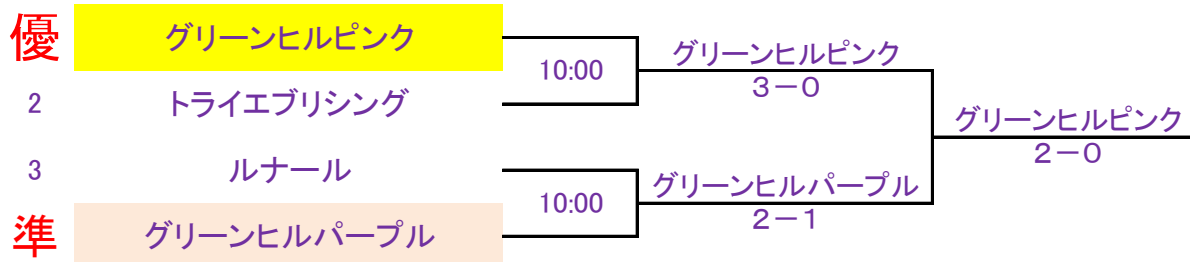 優 グリーンヒルピンク
10:00
グリーンヒルピンク
3－0
2 トライエブリシング
グリーンヒルピンク
2－0
3 ルナール
10:00
グリーンヒルパープル
2－1
準 グリーンヒルパープル